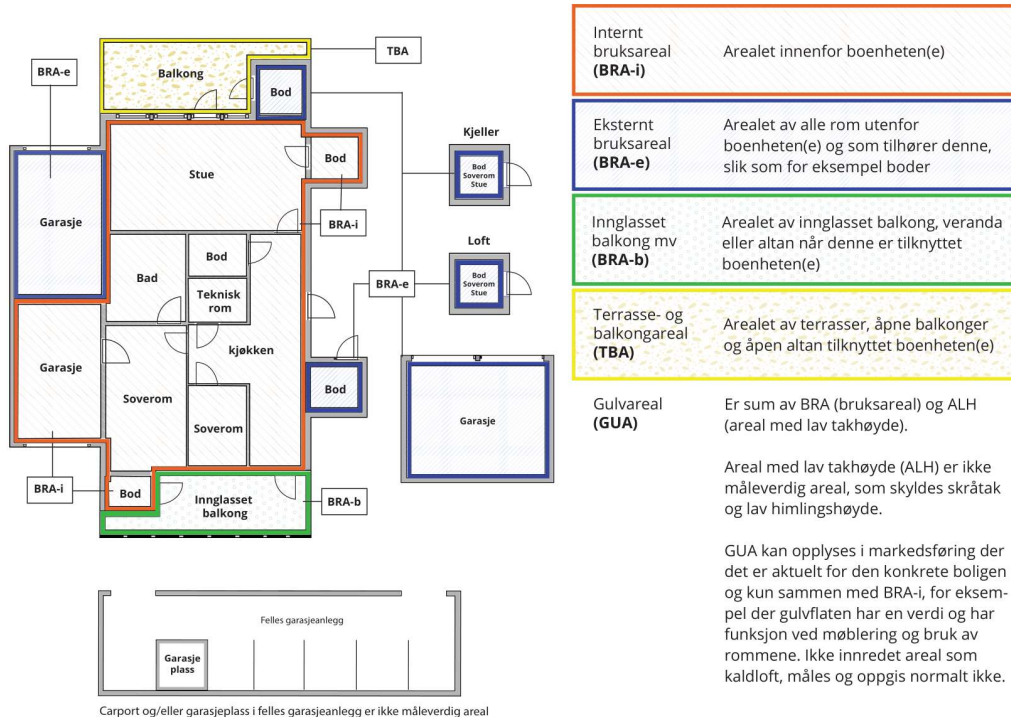 BRA-e
TBA
Balkong
Bod
Stue
Bod
Garasje
BRA-i
Bad
Bod
Teknisk
rom
kjøkken
Garasje
Soverom
Soverom
Bod
BRA-e
BRA-i
Bod
Innglasset
balkong
BRA-b
Kjeller
Bod
Soverom
Stue
Loft
Bod
Soverom
Stue
Garasje
Felles garasjeanlegg
Garasje
plass
Carport og/eller garasjeplass i felles garasjeanlegg er ikke måleverdig areal
Internt
bruksareal
(BRA-i)
Arealet innenfor boenheten(e)
Eksternt
bruksareal
(BRA-e)
Arealet av alle rom utenfor
boenheten(e) og som tilhører denne,
slik som for eksempel boder
Innglasset
balkong mv
(BRA-b)
Arealet av innglasset balkong, veranda
eller altan når denne er tilknyttet
boenheten(e)
Terrasse- og
balkongareal
(TBA)
Arealet av terrasser, åpne balkonger
og åpen altan tilknyttet boenheten(e)
Gulvareal
(GUA)
Er sum av BRA (bruksareal) og ALH
(areal med lav takhøyde).
Areal med lav takhøyde (ALH) er ikke
måleverdig areal, som skyldes skråtak
og lav himlingshøyde.
GUA kan opplyses i markedsføring der
det er aktuelt for den konkrete boligen
og kun sammen med BRA-i, for eksem-
pel der gulvflaten har en verdi og har
funksjon ved møblering og bruk av
rommene. Ikke innredet areal som
kaldloft, måles og oppgis normalt ikke.